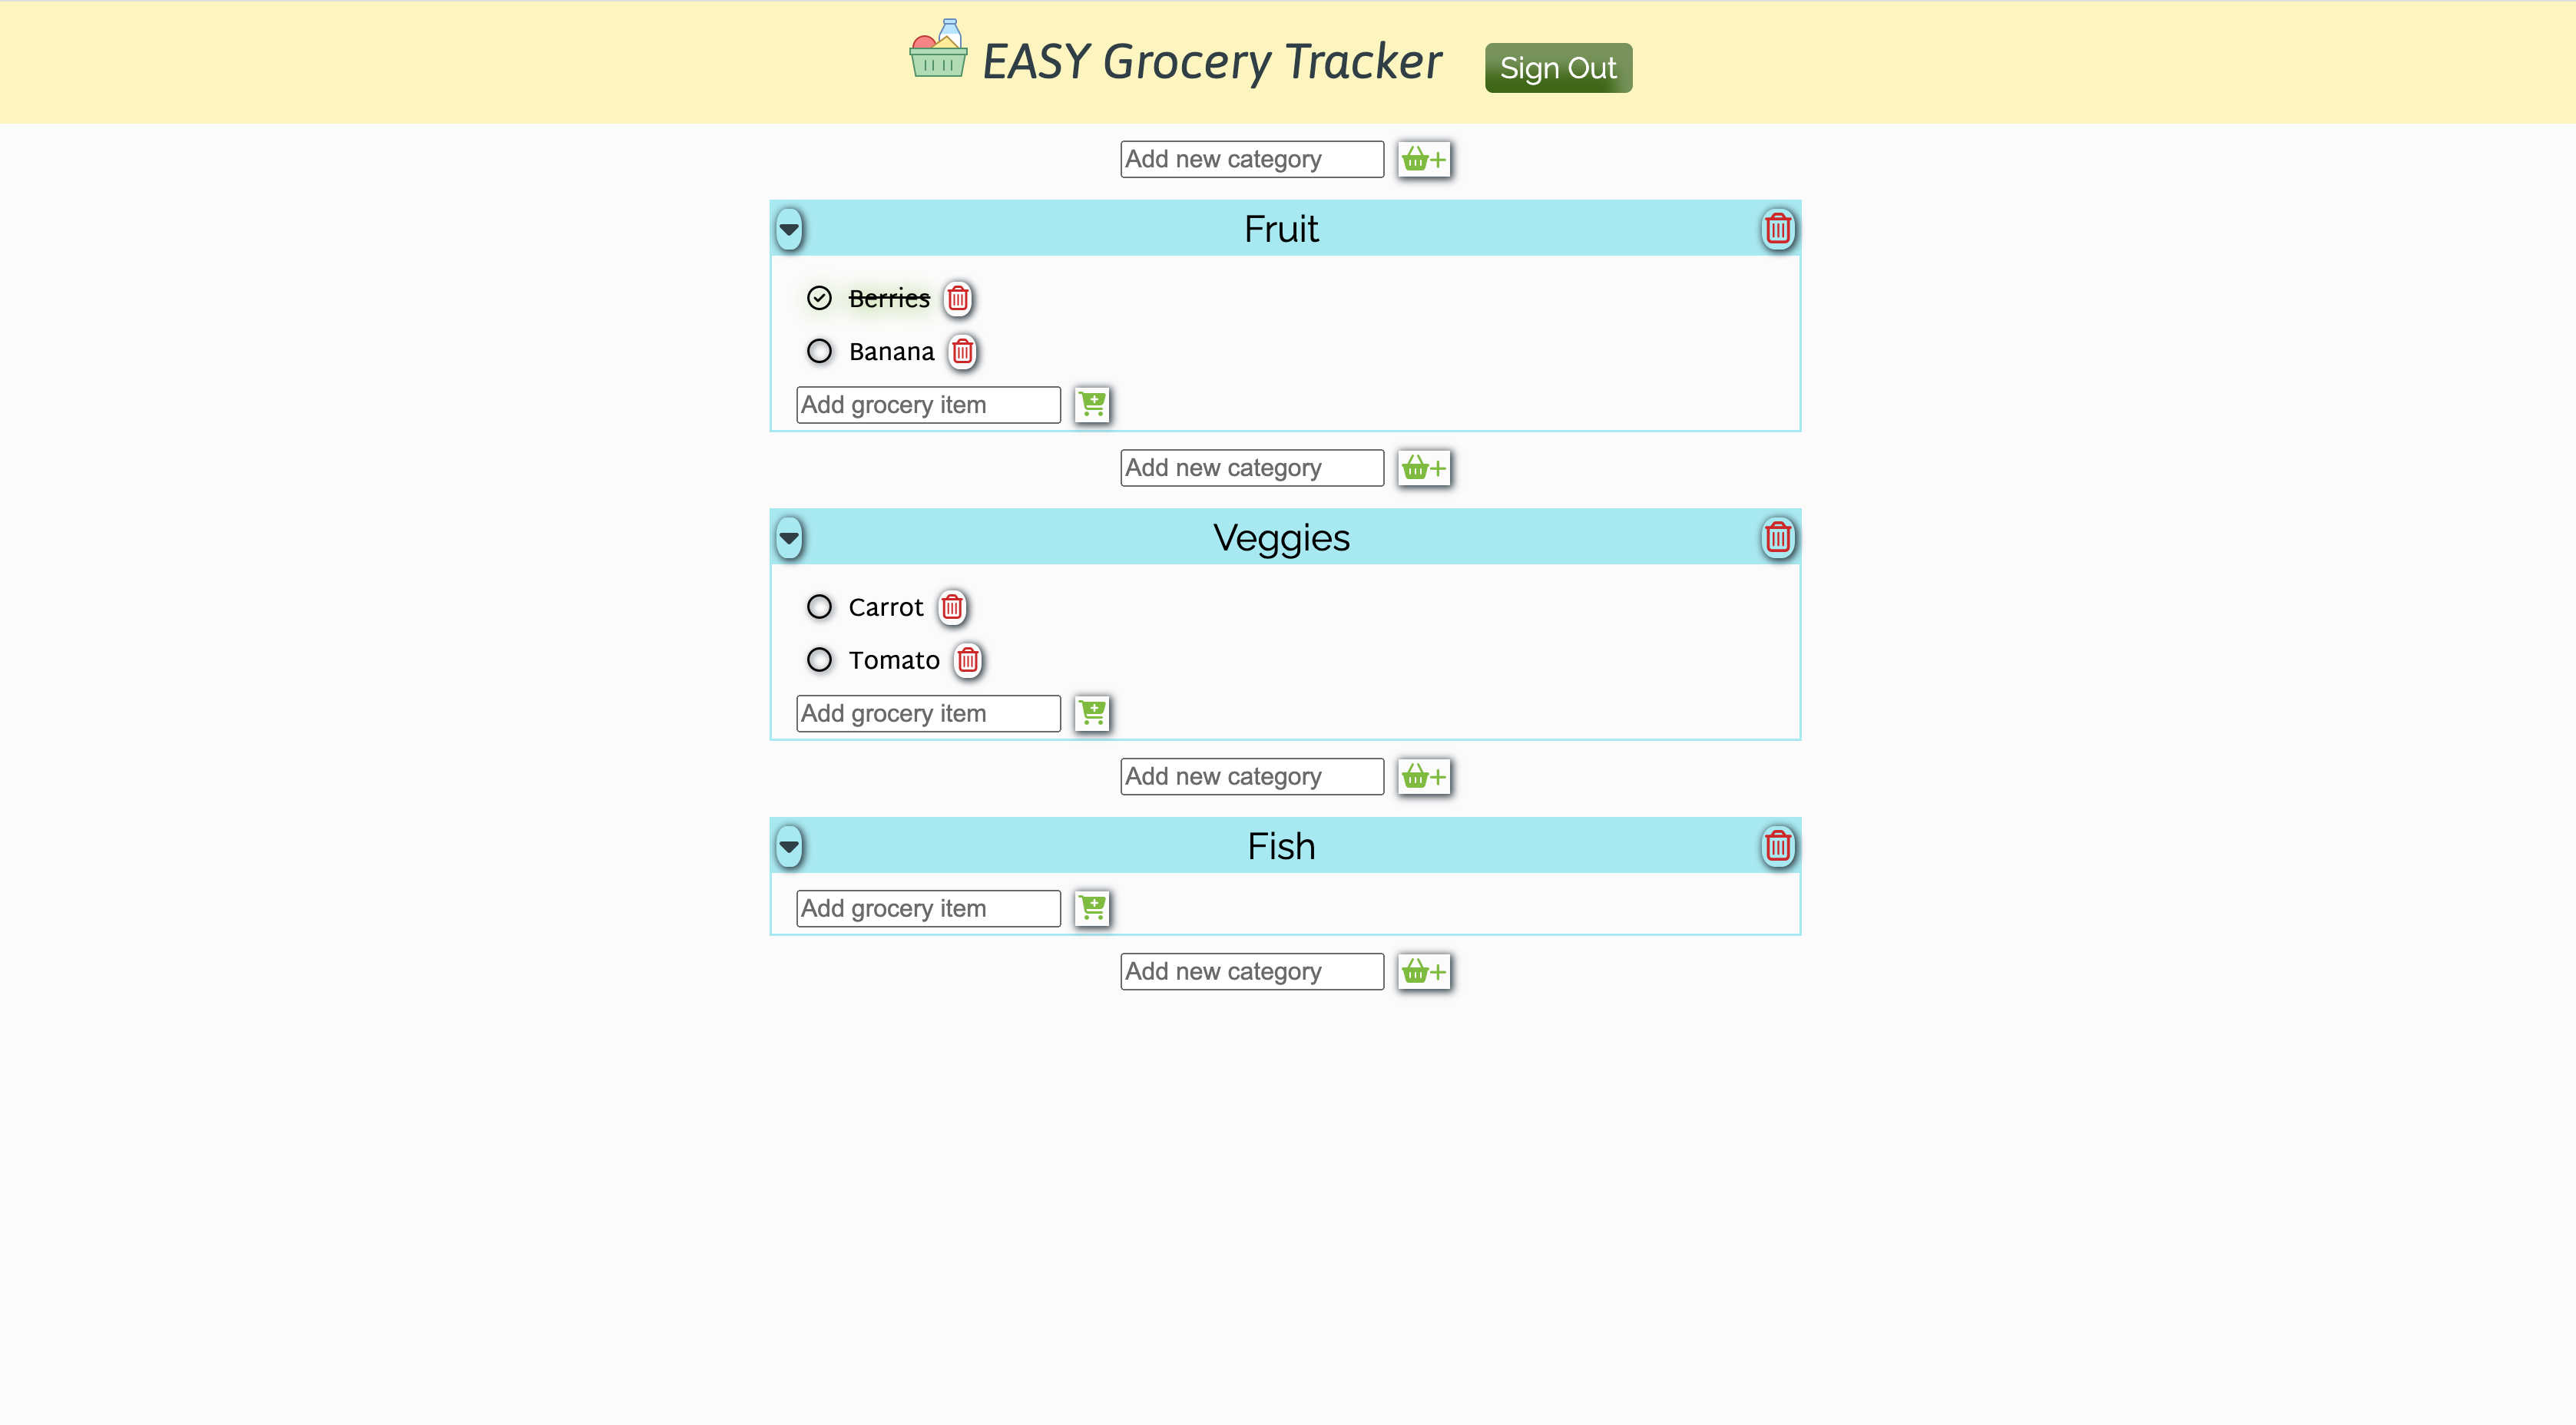 EASY Grocery Tracker
Sign Out
Add new category
Fruit
Berries
Banana
Add grocery item
Add new category
Veggies
Carrot
Tomato
Add grocery item
Add new category
Fish
Add grocery item
Add new category